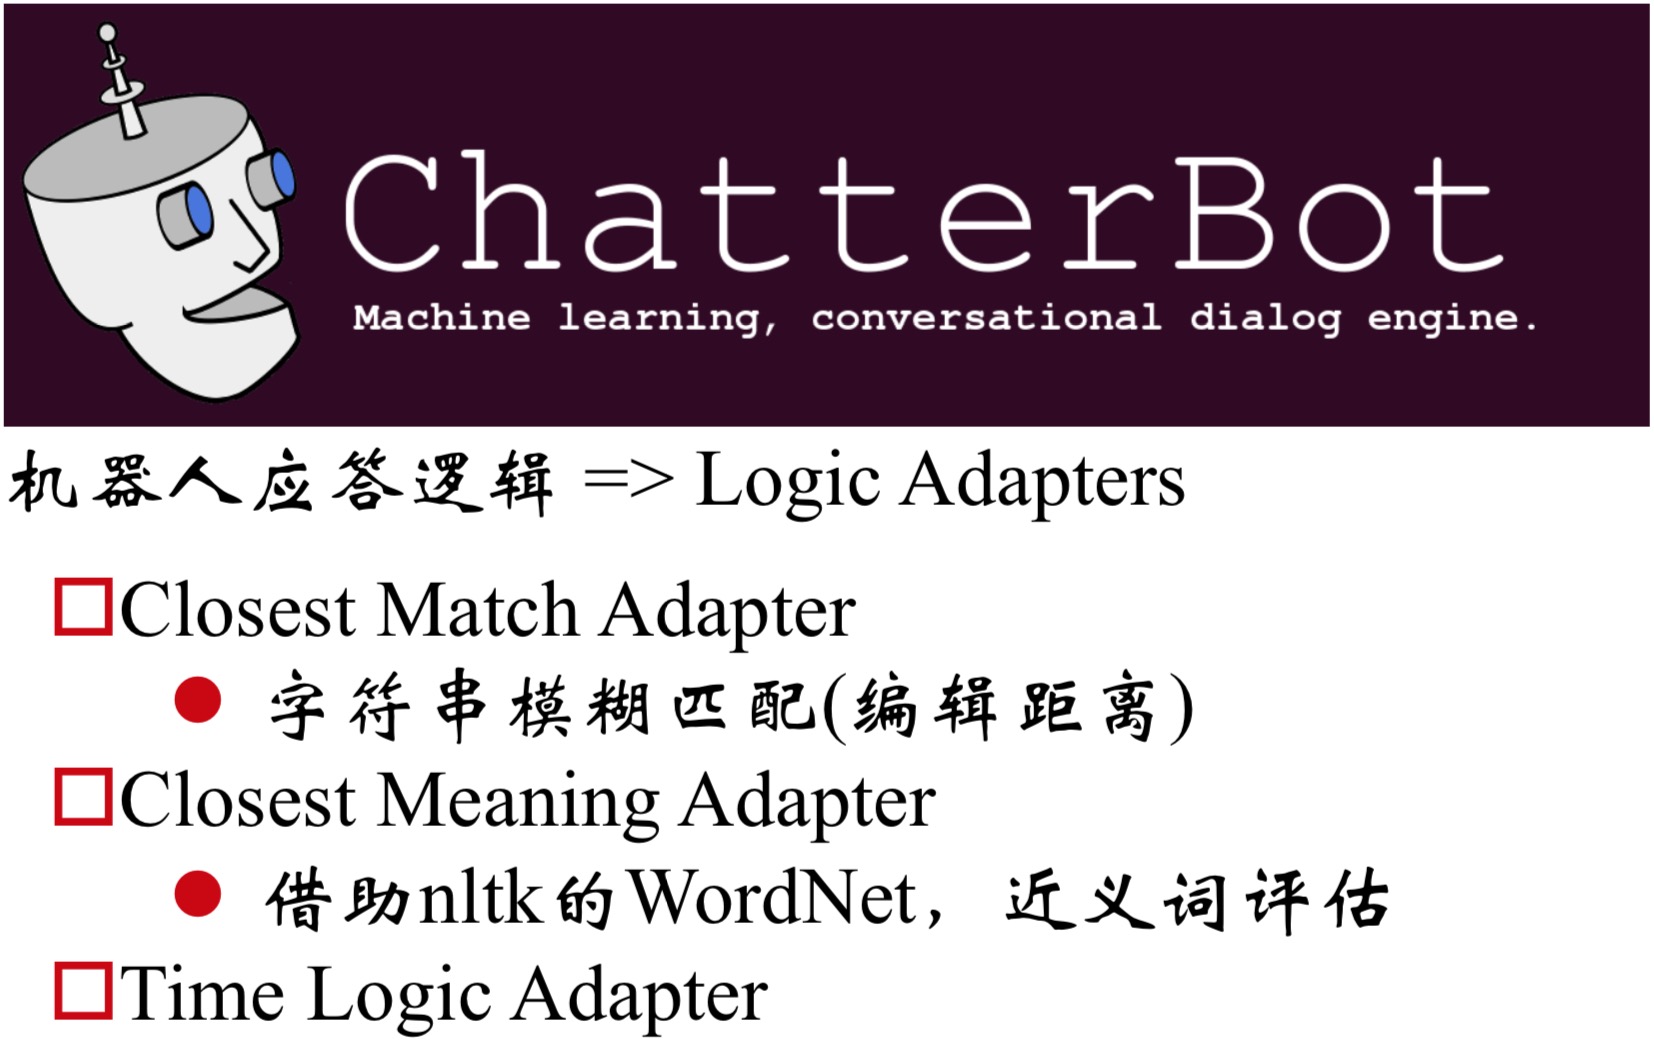 ChatterBot
Machine learning, conversational dialog engine.
机器人应答逻辑 => Logic Adapters
Closest Match Adapter
字符串模糊匹配(编辑距离)
Closest Meaning Adapter
借助nltk的WordNet，近义词评估
Time Logic Adapter